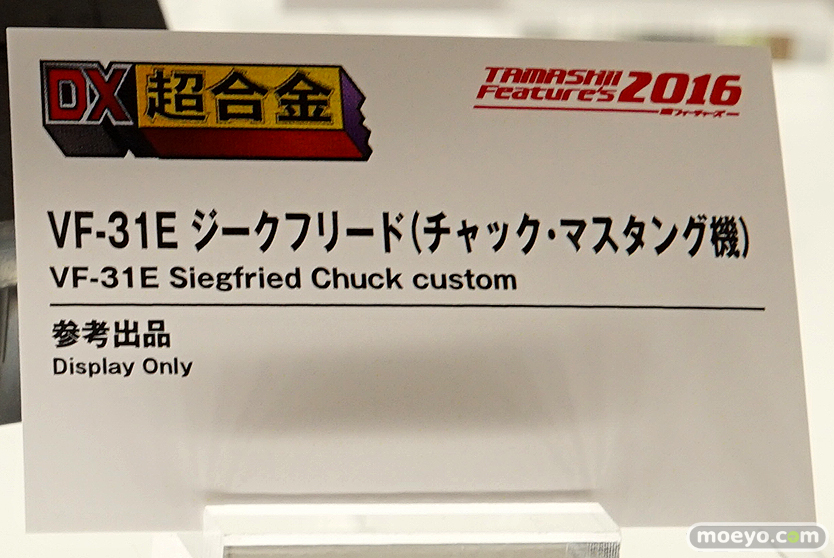 DX超合金
TAMASHII
Feature's 2016
魂フィーチャーズ
VF-31E ジークフリード(チャック・マスタング機)
VF-31E Siegfried Chuck custom
参考出品
Display Only
moeyo.com